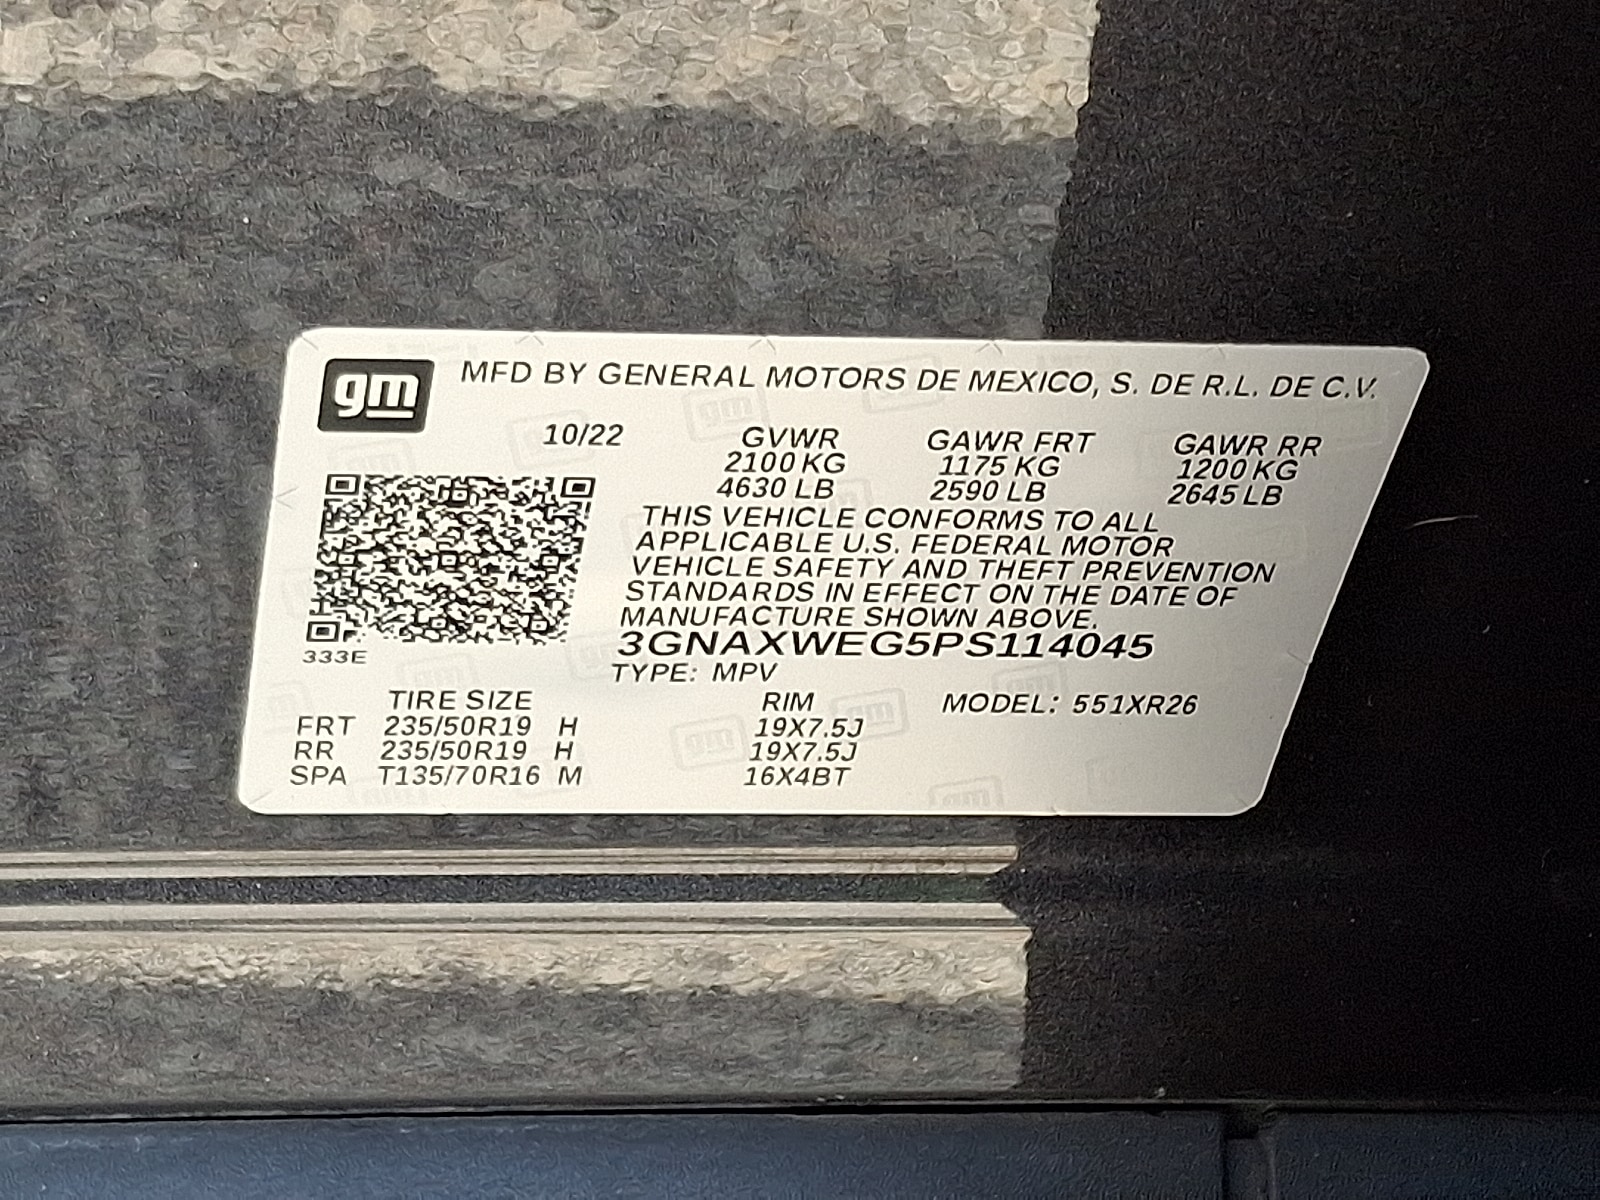 gm
MFD BY GENERAL MOTORS DE MEXICO, S. DE R.L. DE C.V.
10/22 GVWR GAWR FRT GAWR RR
2100 KG 1175 KG 1200 KG
4630 LB 2590 LB 2645 LB
THIS VEHICLE CONFORMS TO ALL
APPLICABLE U.S. FEDERAL MOTOR
VEHICLE SAFETY AND THEFT PREVENTION
STANDARDS IN EFFECT ON THE DATE OF
MANUFACTURE SHOWN ABOVE.
3GNAXWEG5PS114045
333E
TYPE: MPV
TIRE SIZE RIM MODEL: 551XR26
FRT 235/50R19 H 19X7.5J
RR 235/50R19 H 19X7.5J
SPA T135/70R16 M 16X4BT